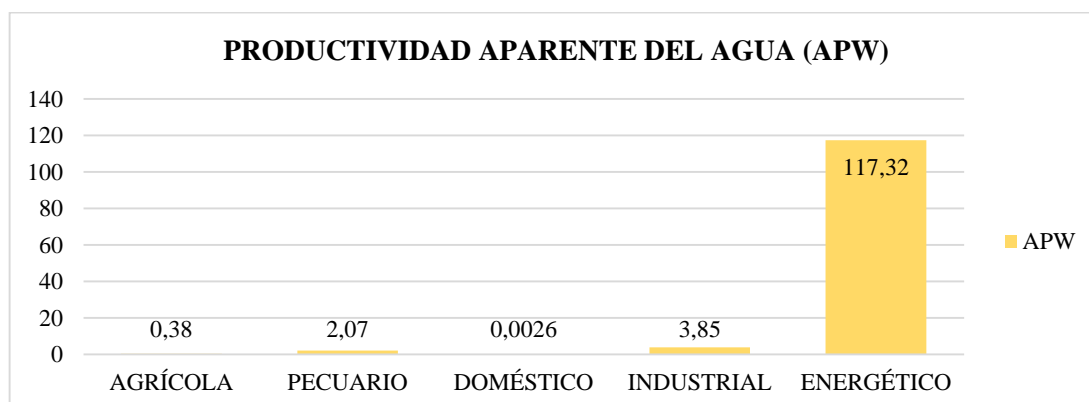 PRODUCTIVIDAD APARENTE DEL AGUA (APW)
140
120
100
80
60
40
20
0
0,38
2,07
0,0026
3,85
117,32
AGRÍCOLA
PECUARIO
DOMÉSTICO
INDUSTRIAL
ENERGÉTICO
APW